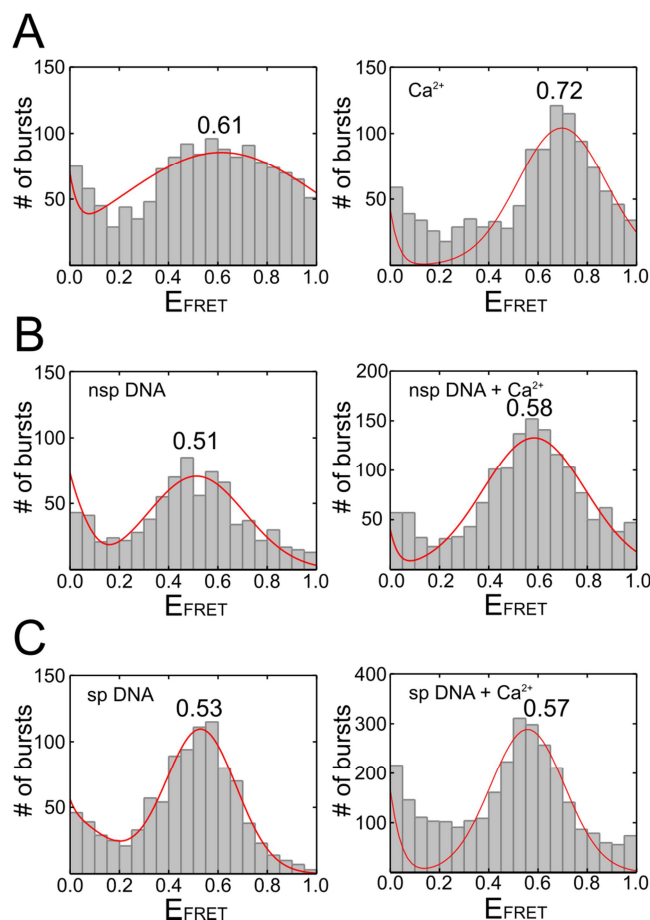 A
150
100
50
0.61
# of bursts
0.0 0.2 0.4 0.6 0.8 1.0
EFRET
150
100
50
Ca²⁺
0.72
# of bursts
0.0 0.2 0.4 0.6 0.8 1.0
EFRET
B
150
100
50
nsp DNA
0.51
# of bursts
0.0 0.2 0.4 0.6 0.8 1.0
EFRET
200
150
100
50
nsp DNA + Ca²⁺
0.58
# of bursts
0.0 0.2 0.4 0.6 0.8 1.0
EFRET
C
150
100
50
sp DNA
0.53
# of bursts
0.0 0.2 0.4 0.6 0.8 1.0
EFRET
400
300
200
100
sp DNA + Ca²⁺
0.57
# of bursts
0.0 0.2 0.4 0.6 0.8 1.0
EFRET